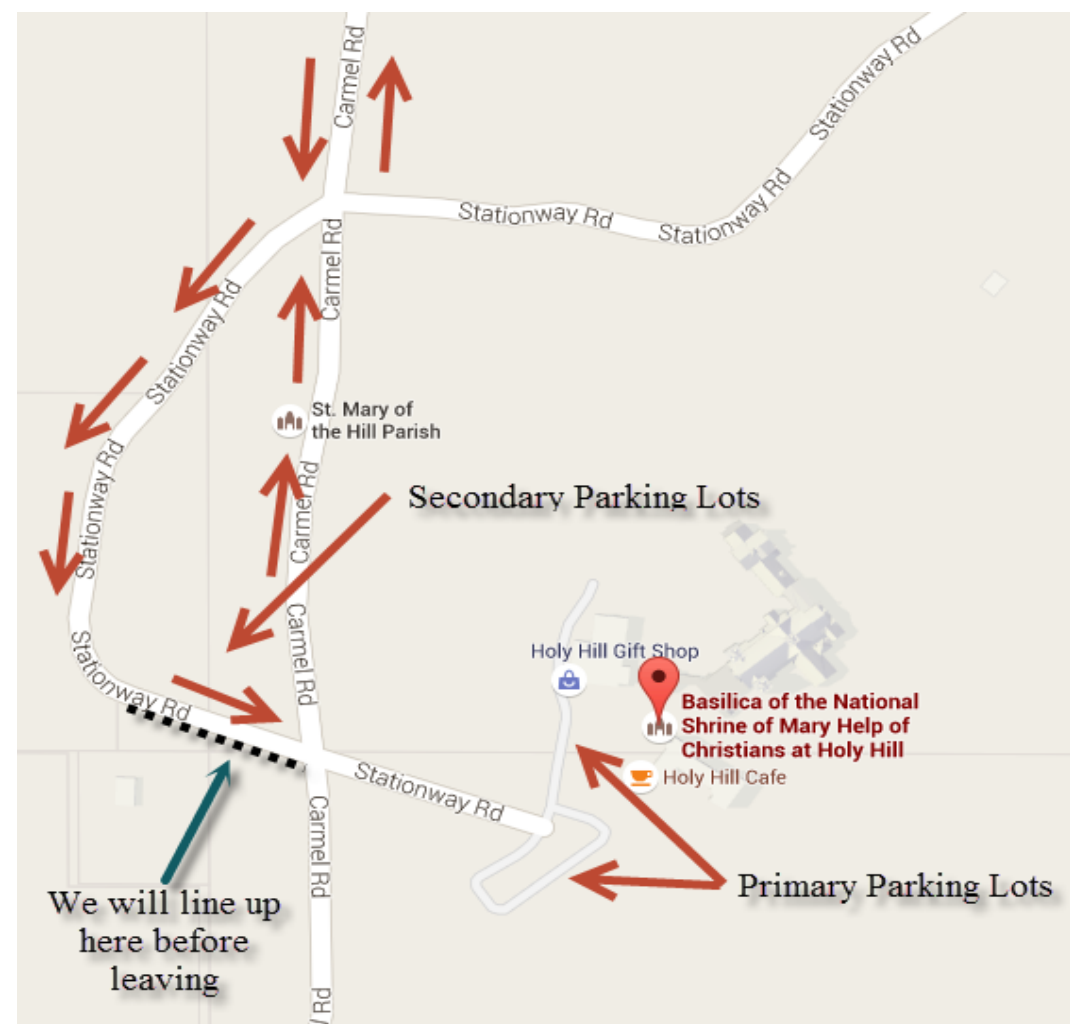 Carmel Rd
Stationway Rd
Stationway Rd
Stationway Rd
Stationway Rd
Carmel Rd
Stationway Rd
St. Mary of
the Hill Parish
Carmel Rd
Stationway Rd
Secondary Parking Lots
Carmel Rd
Stationway Rd
Holy Hill Gift Shop
Basilica of the National
Shrine of Mary Help of
Christians at Holy Hill
Holy Hill Cafe
Stationway Rd
Carmel Rd
Primary Parking Lots
We will line up
here before
leaving
Rd